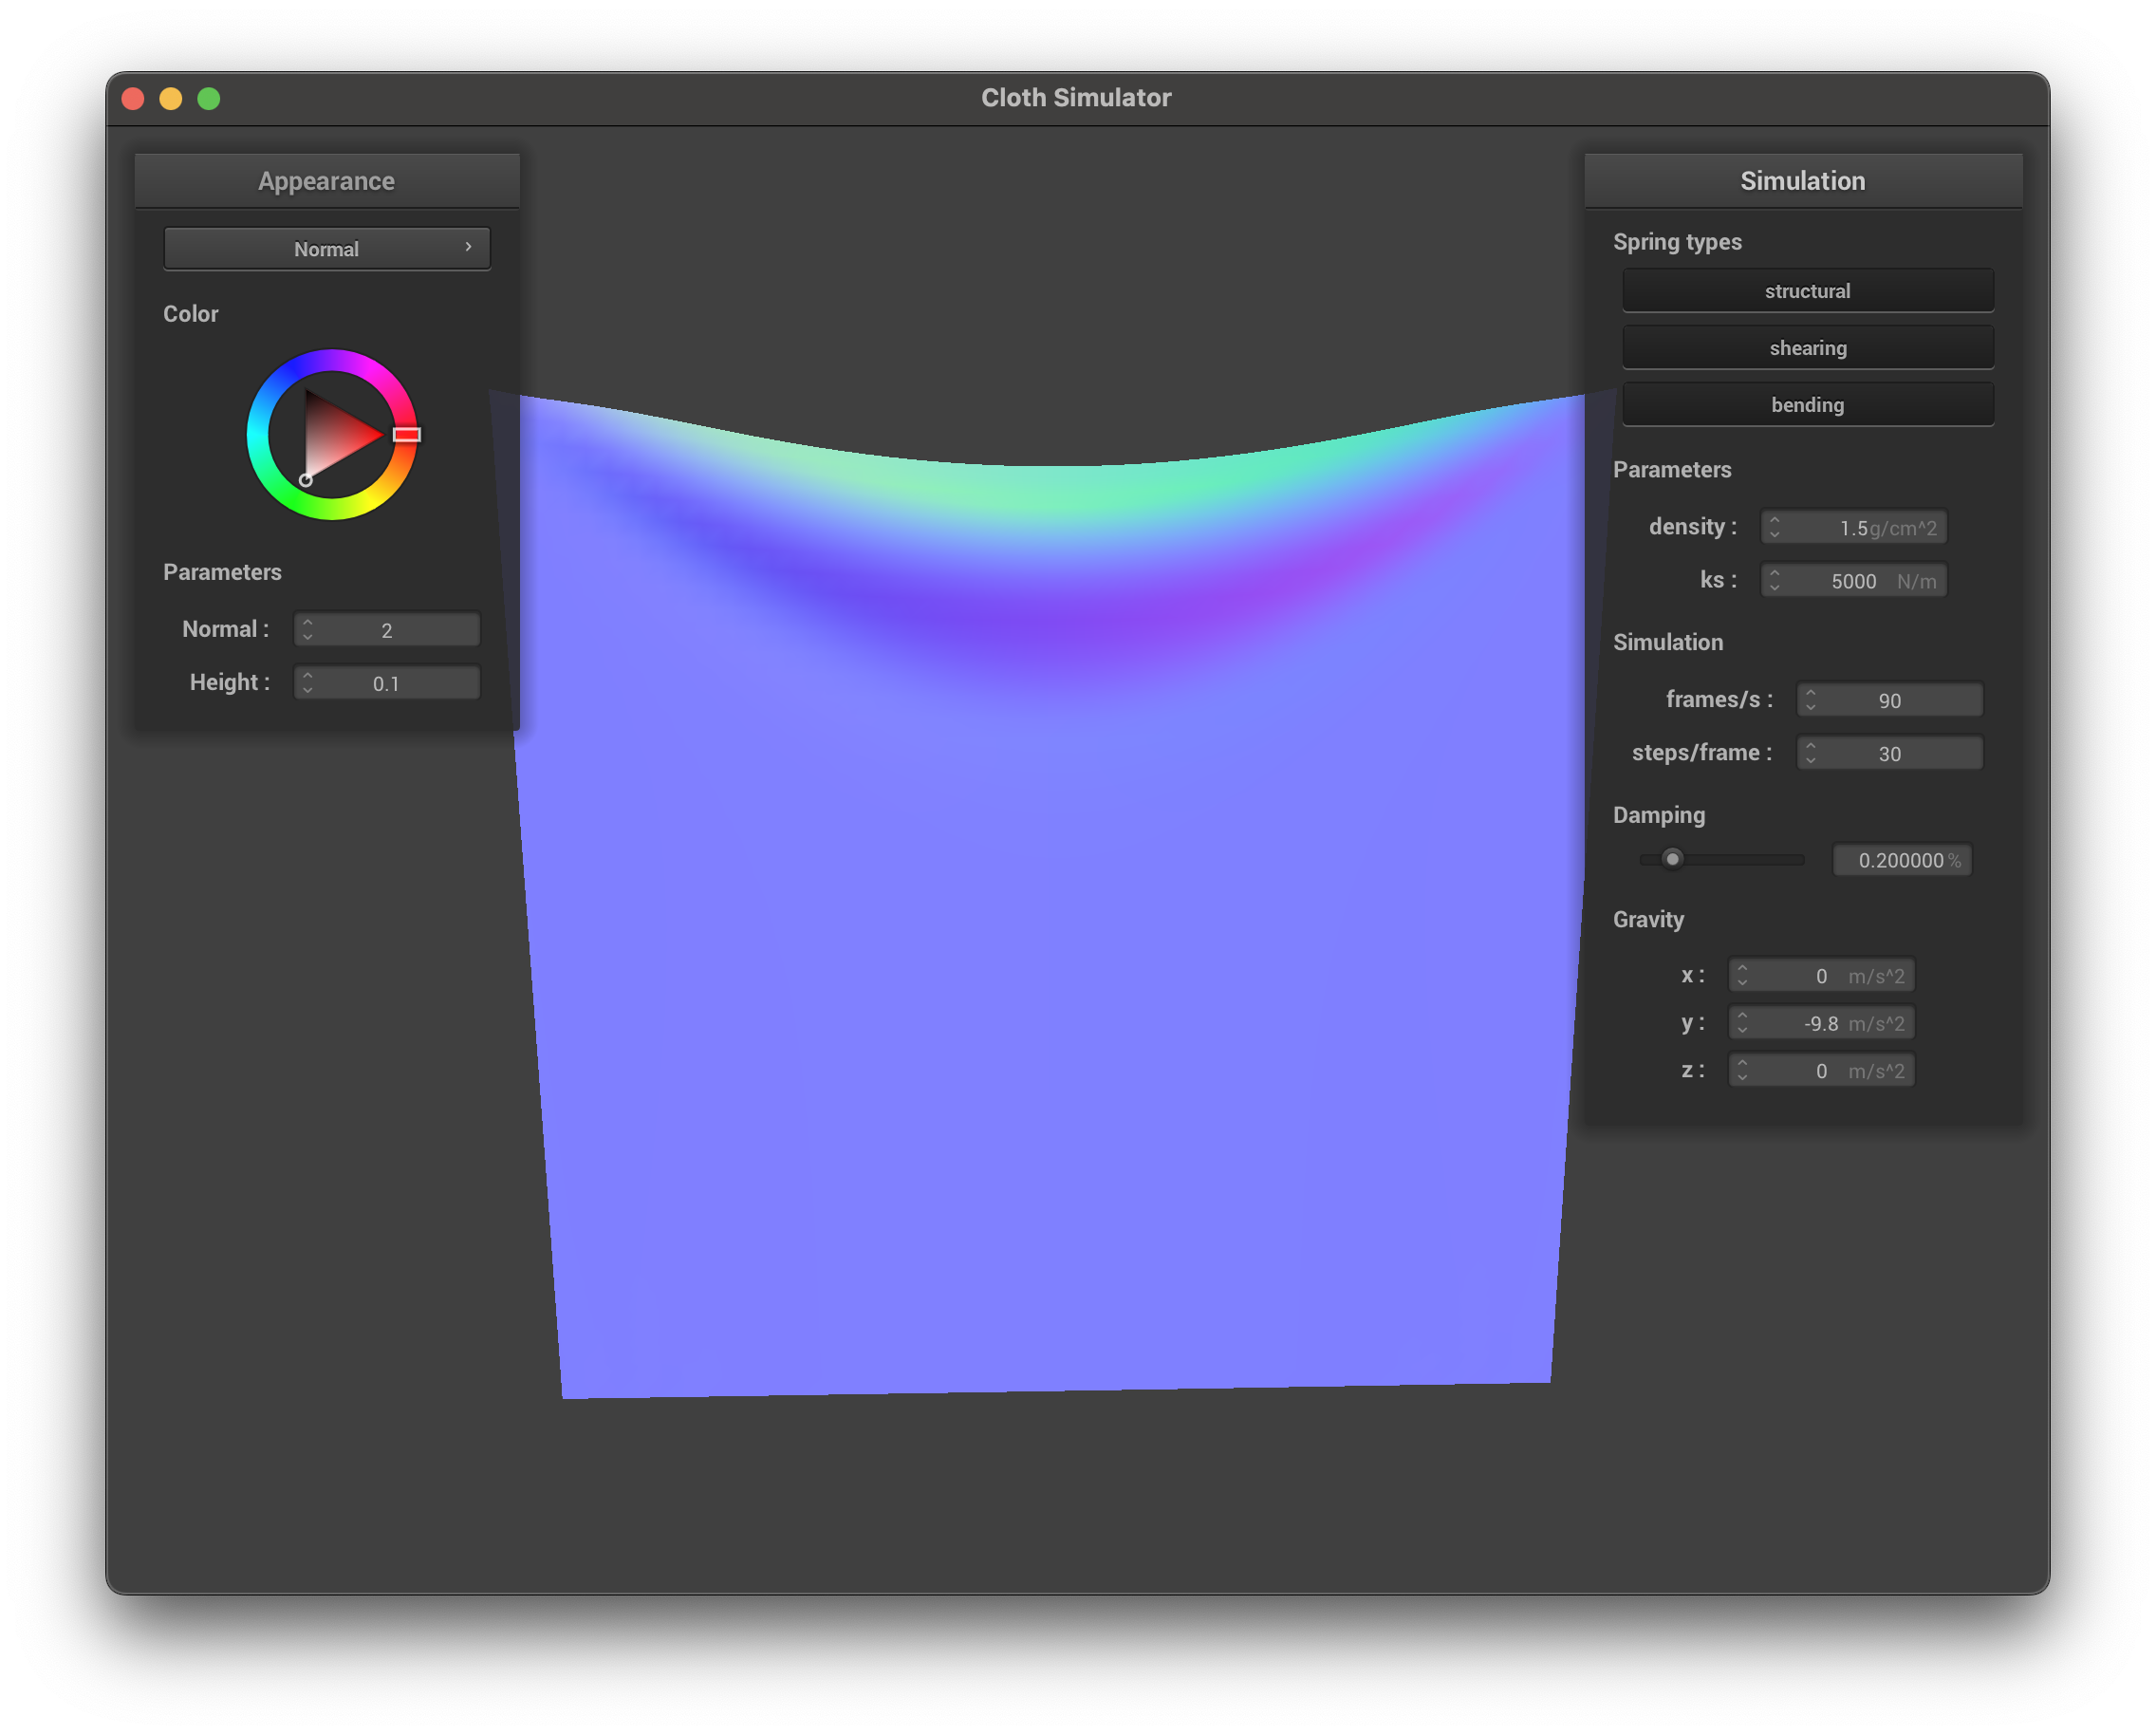 Cloth Simulator
Appearance
Normal
Color
Parameters
Normal : 2
Height : 0.1
Simulation
Spring types
structural
shearing
bending
Parameters
density : 1.5 g/cm^2
ks : 5000 N/m
Simulation
frames/s : 90
steps/frame : 30
Damping
0.200000 %
Gravity
x : 0 m/s^2
y : -9.8 m/s^2
z : 0 m/s^2